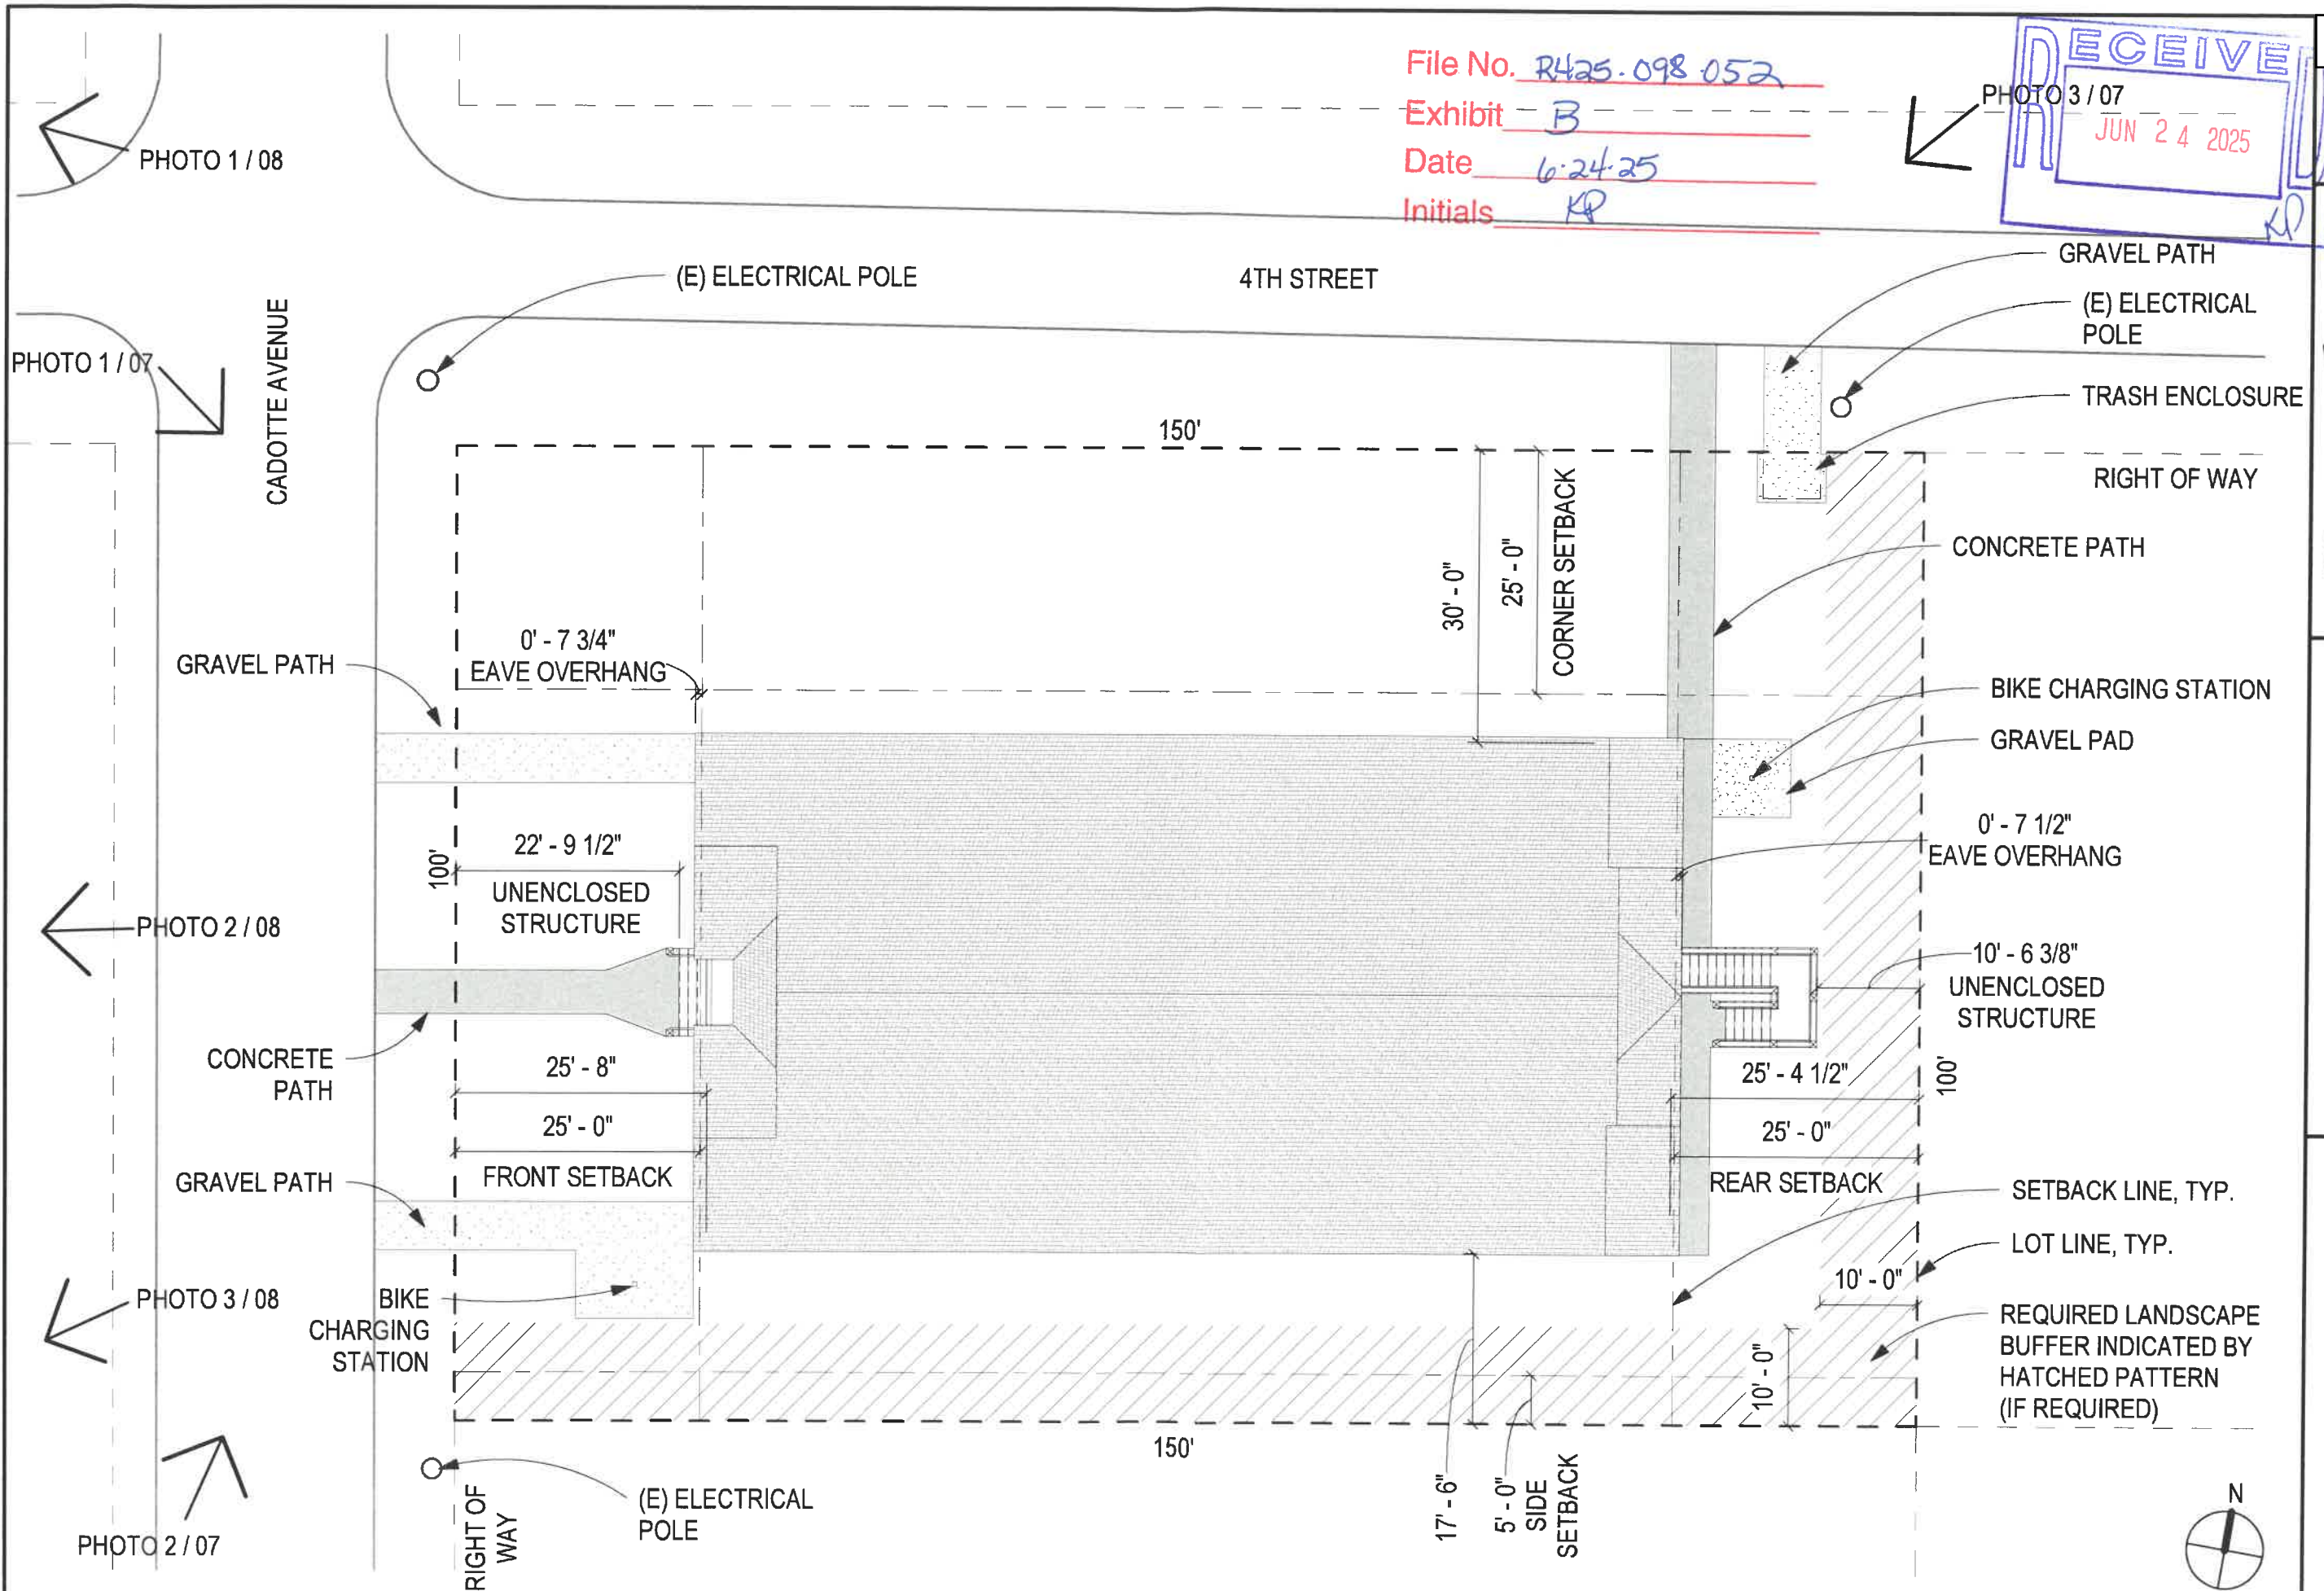 File No. R425.098.052
Exhibit B
Date 6.24.25
Initials KP
RECEIVE
JUN 24 2025
KP
PHOTO 3 / 07
PHOTO 1 / 08
GRAVEL PATH
(E) ELECTRICAL POLE
4TH STREET
(E) ELECTRICAL
POLE
CADOTTE AVENUE
PHOTO 1 / 07
TRASH ENCLOSURE
150'
RIGHT OF WAY
30' - 0"
25' - 0"
CORNER SETBACK
CONCRETE PATH
0' - 7 3/4"
EAVE OVERHANG
GRAVEL PATH
BIKE CHARGING STATION
GRAVEL PAD
0' - 7 1/2"
EAVE OVERHANG
100'
22' - 9 1/2"
UNENCLOSED
STRUCTURE
PHOTO 2 / 08
10' - 6 3/8"
UNENCLOSED
STRUCTURE
CONCRETE
PATH
25' - 8"
25' - 0"
FRONT SETBACK
25' - 4 1/2"
25' - 0"
REAR SETBACK
100'
GRAVEL PATH
SETBACK LINE, TYP.
LOT LINE, TYP.
10' - 0"
PHOTO 3 / 08
BIKE
CHARGING
STATION
REQUIRED LANDSCAPE
BUFFER INDICATED BY
HATCHED PATTERN
(IF REQUIRED)
10' - 0"
150'
17' - 6"
5' - 0"
SIDE
SETBACK
(E) ELECTRICAL
POLE
RIGHT OF
WAY
PHOTO 2 / 07
N